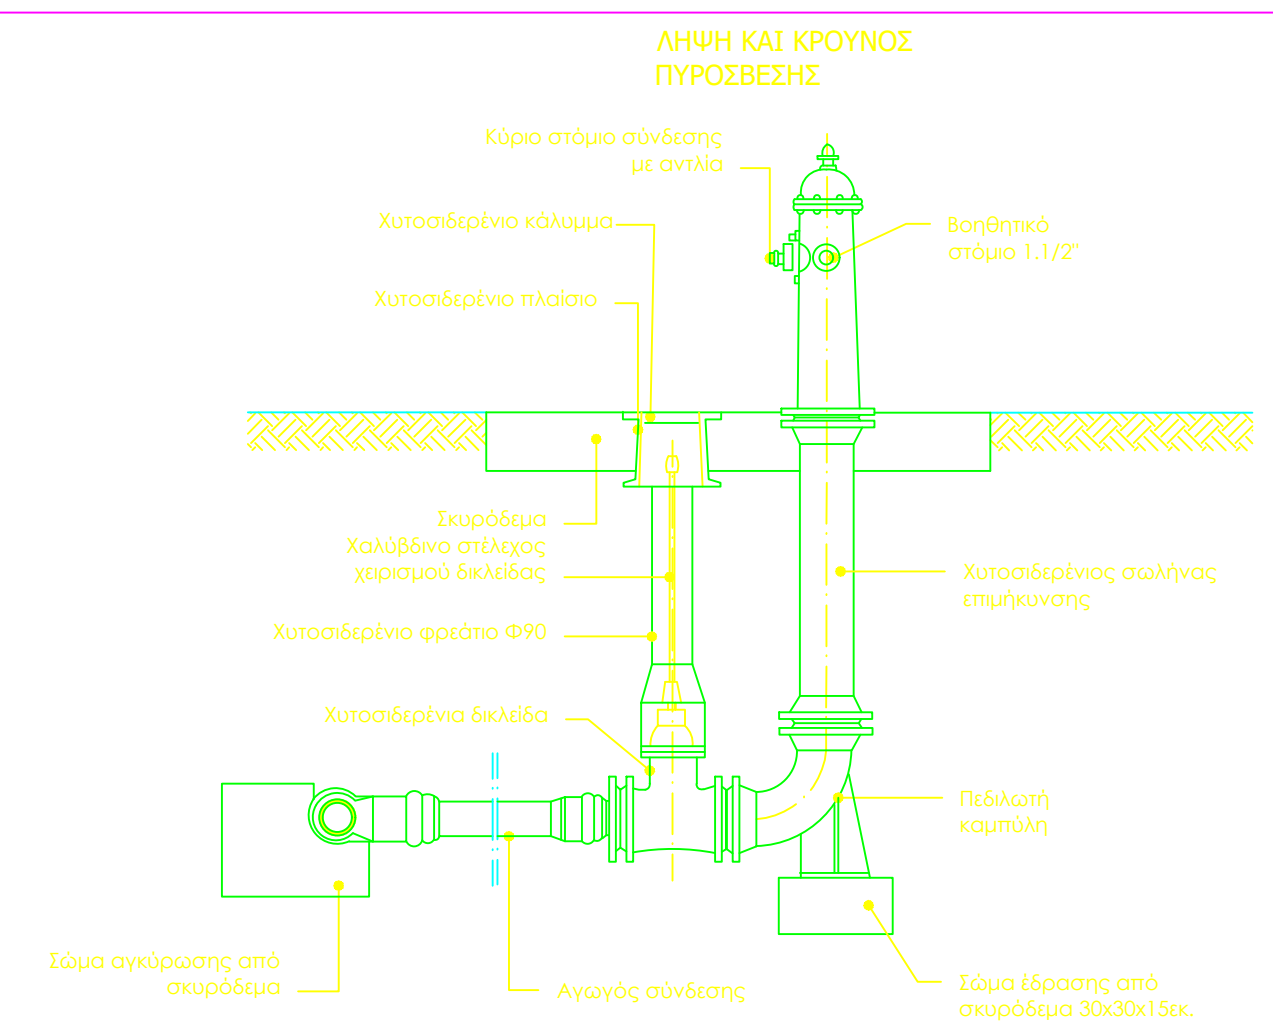 ΛΗΨΗ ΚΑΙ ΚΡΟΥΝΟΣ
ΠΥΡΟΣΒΕΣΗΣ
Κύριο στόμιο σύνδεσης
με αντλία
Χυτοσιδερένιο κάλυμμα
Βοηθητικό
στόμιο 1.1/2"
Χυτοσιδερένιο πλαίσιο
Σκυρόδεμα
Χαλύβδινο στέλεχος
χειρισμού δικλείδας
Χυτοσιδερένιος σωλήνας
επιμήκυνσης
Χυτοσιδερένιο φρεάτιο Φ90
Χυτοσιδερένια δικλείδα
Πεδιλωτή
καμπύλη
Σώμα αγκύρωσης από
σκυρόδεμα
Αγωγός σύνδεσης
Σώμα έδρασης από
σκυρόδεμα 30x30x15εκ.